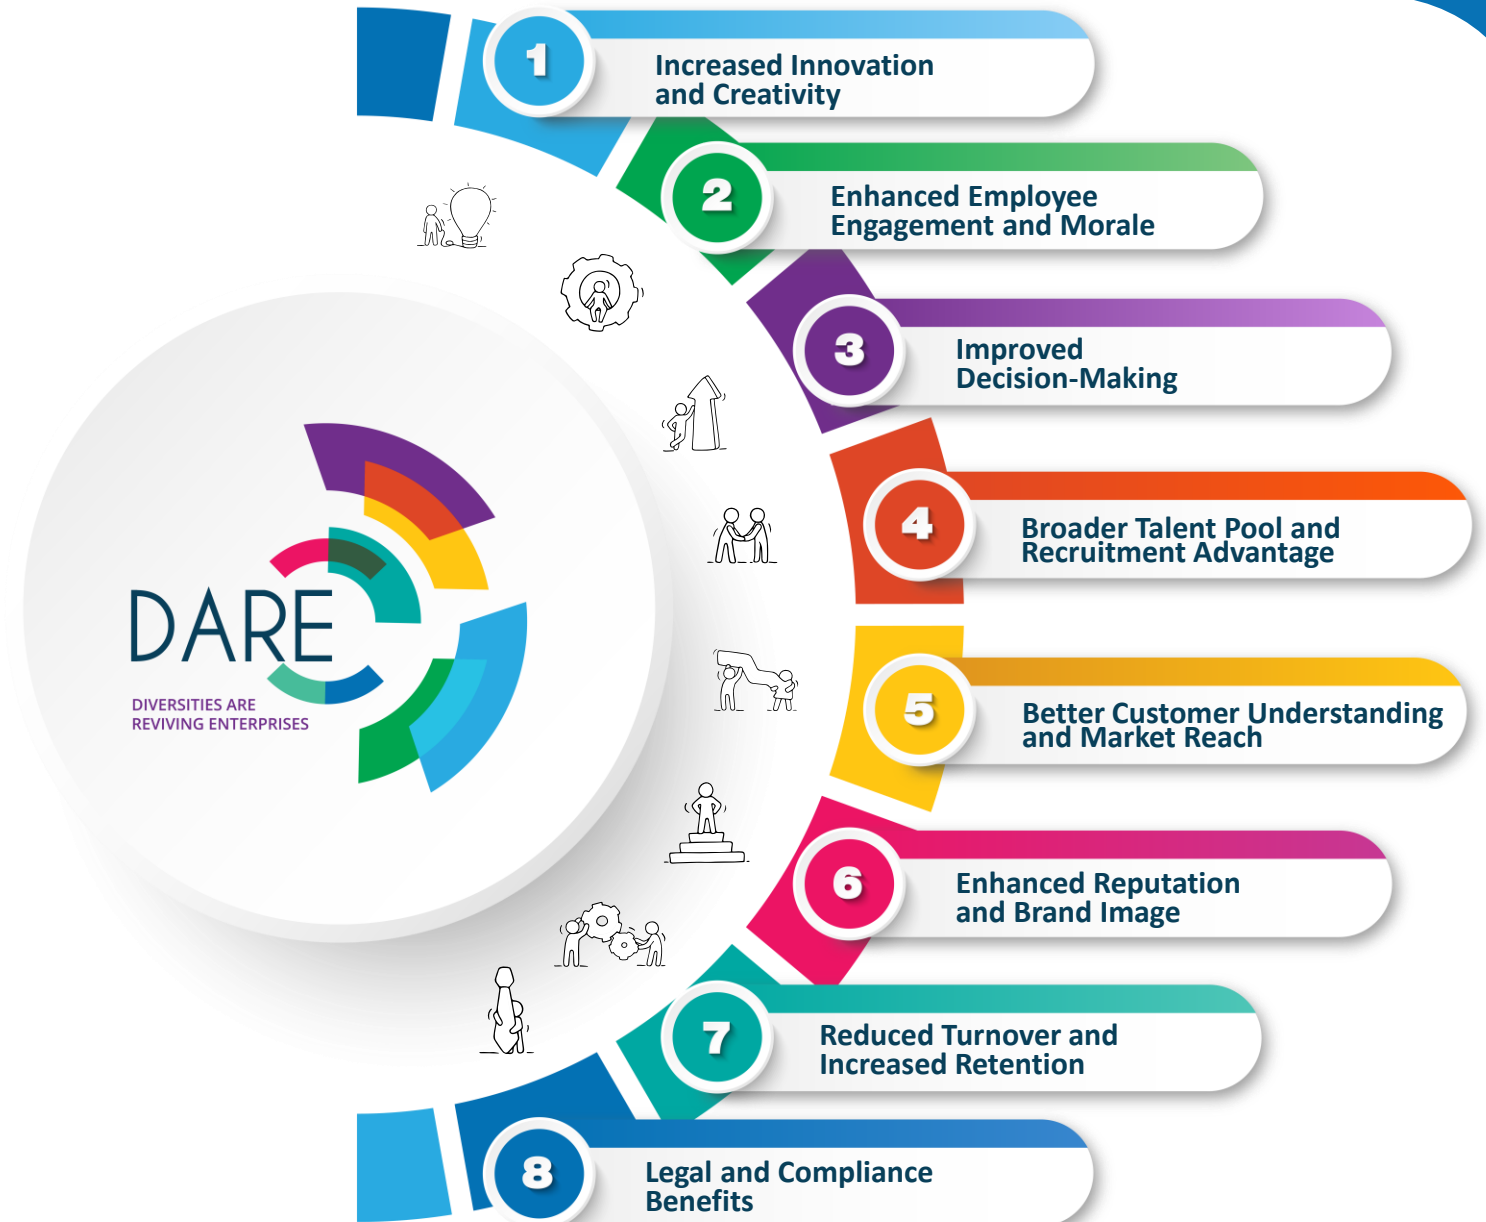 1
Increased Innovation
and Creativity
2
Enhanced Employee
Engagement and Morale
3
Improved
Decision-Making
4
Broader Talent Pool and
Recruitment Advantage
DARE
DIVERSITIES ARE
REVIVING ENTERPRISES
5
Better Customer Understanding
and Market Reach
6
Enhanced Reputation
and Brand Image
7
Reduced Turnover and
Increased Retention
8
Legal and Compliance
Benefits